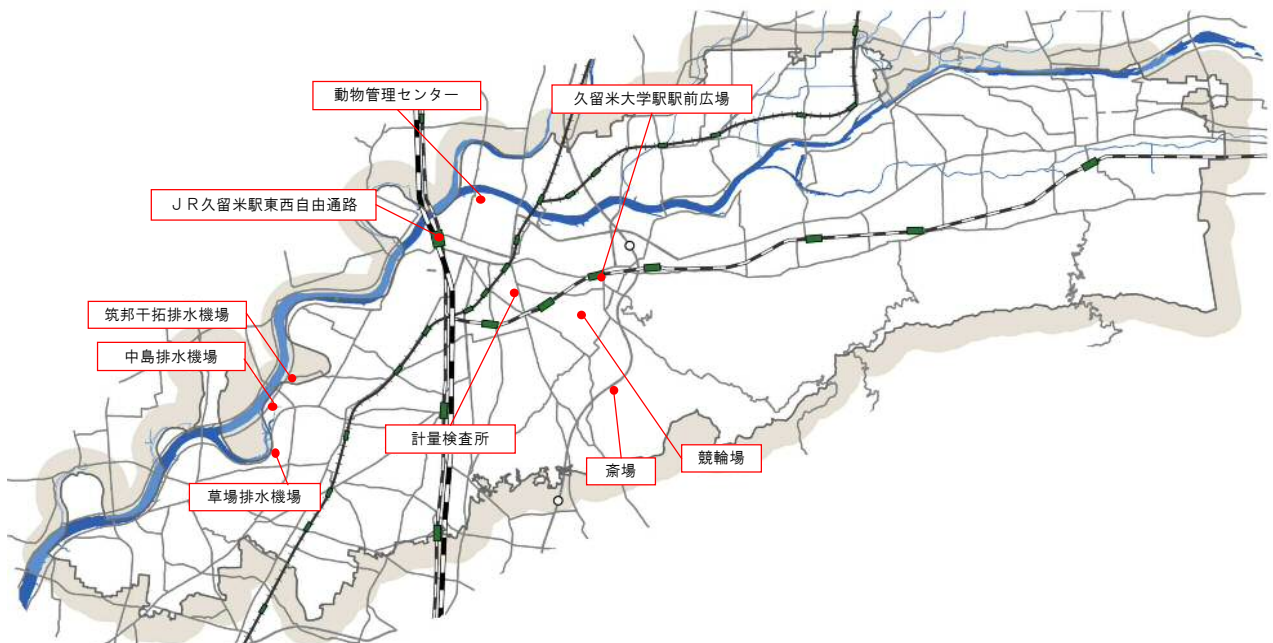 動物管理センター
久留米大学駅駅前広場
ＪＲ久留米駅東西自由通路
筑邦干拓排水機場
中島排水機場
計量検査所
斎場
競輪場
草場排水機場